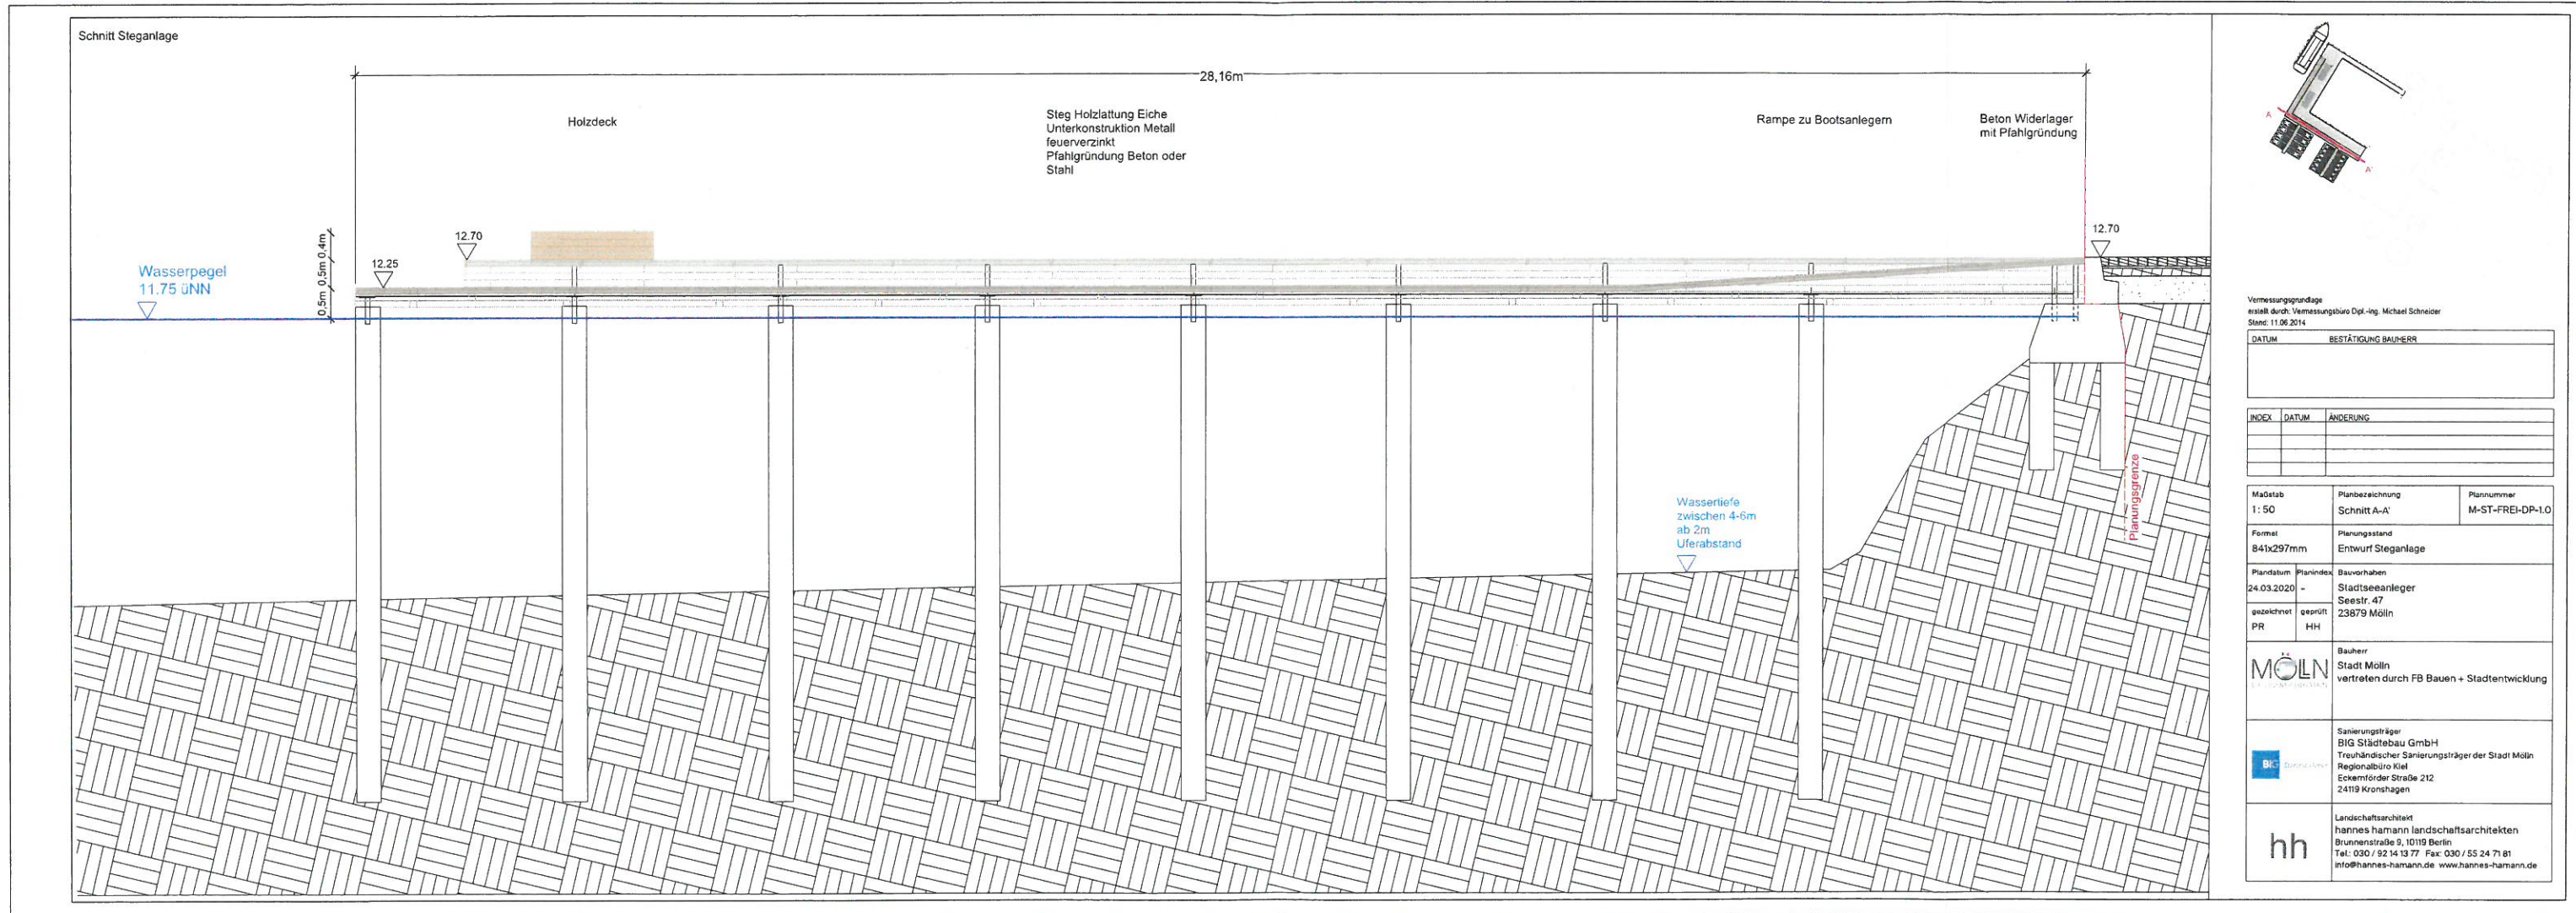 Schnitt Steganlage
28,16m
Holzdeck
Steg Holzlattung Eiche
Unterkonstruktion Metall
feuerverzinkt
Pfahlgründung Beton oder
Stahl
Rampe zu Bootsanlegern
Beton Widerlager
mit Pfahlgründung
Wasserpegel
11.75 üNN
0,5m 0,5m 0,4m
12.25
12.70
12.70
Wassertiefe
zwischen 4-6m
ab 2m
Uferabstand
Planungsgrenze
A
A'
Vermessungsgrundlage
erstellt durch: Vermessungsbüro Dipl.-Ing. Michael Schneider
Stand: 11.06.2014
DATUM BESTÄTIGUNG BAUHERR
INDEX DATUM ÄNDERUNG
Maßstab Planbezeichnung Plannummer
1: 50 Schnitt A-A' M-ST-FREI-DP-1.0
Format Planungsstand
841x297mm Entwurf Steganlage
Plandatum Planindex Bauvorhaben
24.03.2020 - Stadtseeanleger
Seestr. 47
gezeichnet geprüft 23879 Mölln
PR HH
Bauherr
MÖLLN Stadt Mölln
vertreten durch FB Bauen + Stadtentwicklung
Sanierungsträger
BIG Städtebau GmbH
Treuhändischer Sanierungsträger der Stadt Mölln
BIG Regionalbüro Kiel
Eckernförder Straße 212
24119 Kronshagen
Landschaftsarchitekt
hannes hamann landschaftsarchitekten
hh Brunnenstraße 9, 10119 Berlin
Tel.: 030 / 92 14 13 77 Fax: 030 / 55 24 71 81
info@hannes-hamann.de www.hannes-hamann.de